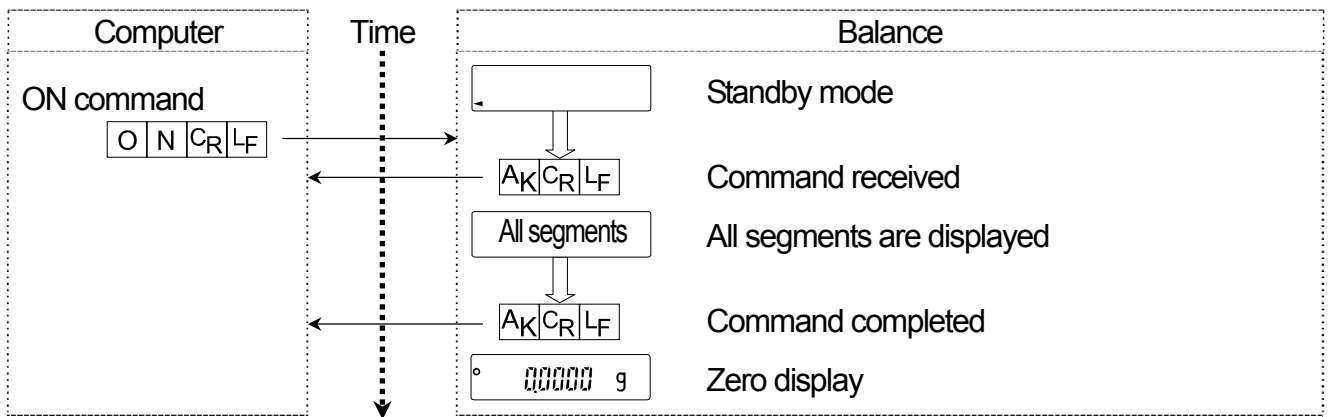 Computer Time Balance
Standby mode
ON command
O N CR LF
AK CR LF Command received
All segments All segments are displayed
AK CR LF Command completed
0.0000 g Zero display